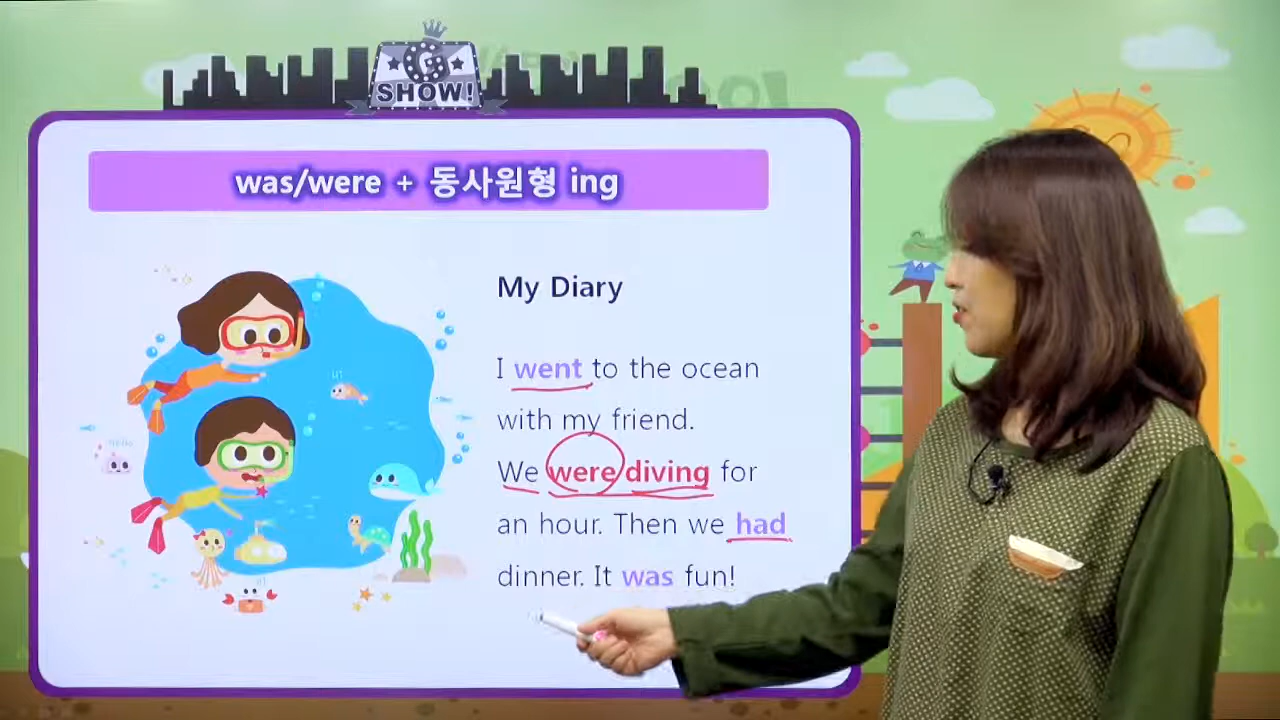 G
SHOW!
was/were + 동사원형 ing
My Diary
I went to the ocean
with my friend.
We were diving for
an hour. Then we had
dinner. It was fun!
Hello